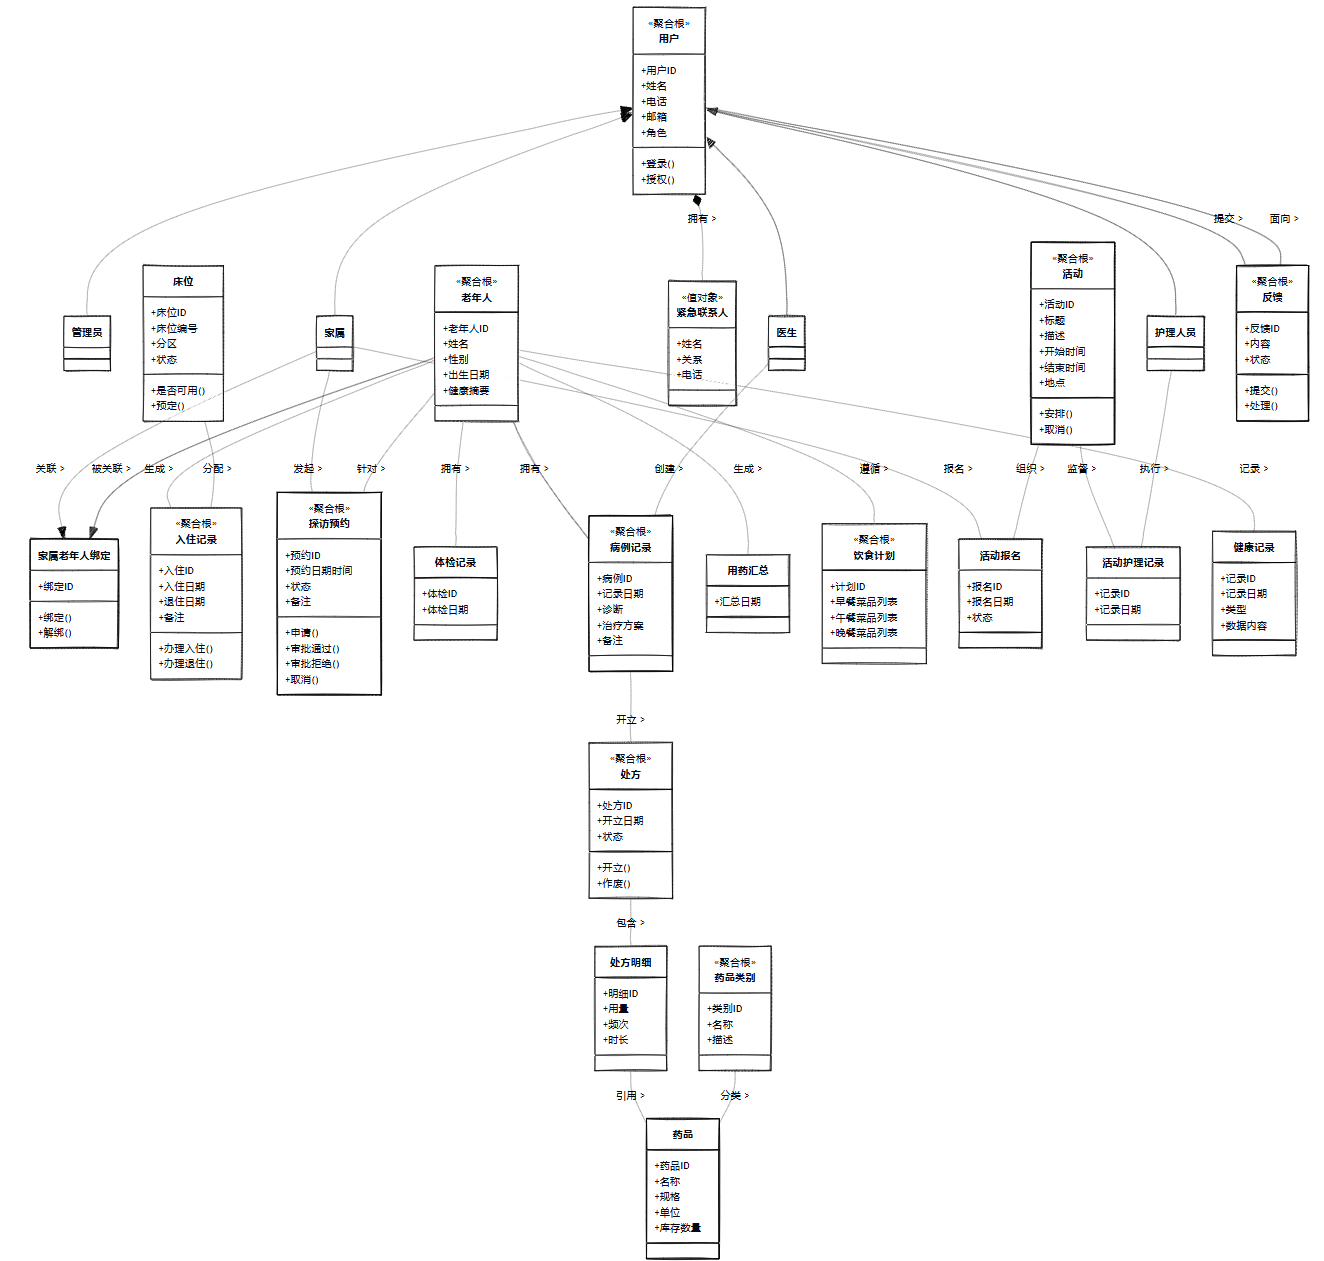 «聚合根»
用户
+用户ID
+姓名
+电话
+邮箱
+角色
+登录()
+授权()
拥有 >
提交 >
面向 >
管理员
床位
+床位ID
+床位编号
+分区
+状态
+是否可用()
+预定()
家属
«聚合根»
老年人
+老年人ID
+姓名
+性别
+出生日期
+健康摘要
«值对象»
紧急联系人
+姓名
+关系
+电话
医生
«聚合根»
活动
+活动ID
+标题
+描述
+开始时间
+结束时间
+地点
+安排()
+取消()
护理人员
«聚合根»
反馈
+反馈ID
+内容
+状态
+提交()
+处理()
关联 >
被关联 >
生成 >
分配 >
发起 >
针对 >
拥有 >
拥有 >
创建 >
生成 >
遵循 >
报名 >
组织 >
监督 >
执行 >
记录 >
家属老年人绑定
+绑定ID
+绑定()
+解绑()
«聚合根»
入住记录
+入住ID
+入住日期
+退住日期
+备注
+办理入住()
+办理退住()
«聚合根»
探访预约
+预约ID
+预约日期时间
+状态
+备注
+申请()
+审批通过()
+审批拒绝()
+取消()
体检记录
+体检ID
+体检日期
«聚合根»
病例记录
+病例ID
+记录日期
+诊断
+治疗方案
+备注
用药汇总
+汇总日期
«聚合根»
饮食计划
+计划ID
+早餐菜品列表
+午餐菜品列表
+晚餐菜品列表
活动报名
+报名ID
+报名日期
+状态
活动护理记录
+记录ID
+记录日期
健康记录
+记录ID
+记录日期
+类型
+数据内容
开立 >
«聚合根»
处方
+处方ID
+开立日期
+状态
+开立()
+作废()
包含 >
处方明细
+明细ID
+用量
+频次
+时长
«聚合根»
药品类别
+类别ID
+名称
+描述
引用 >
分类 >
药品
+药品ID
+名称
+规格
+单位
+库存数量